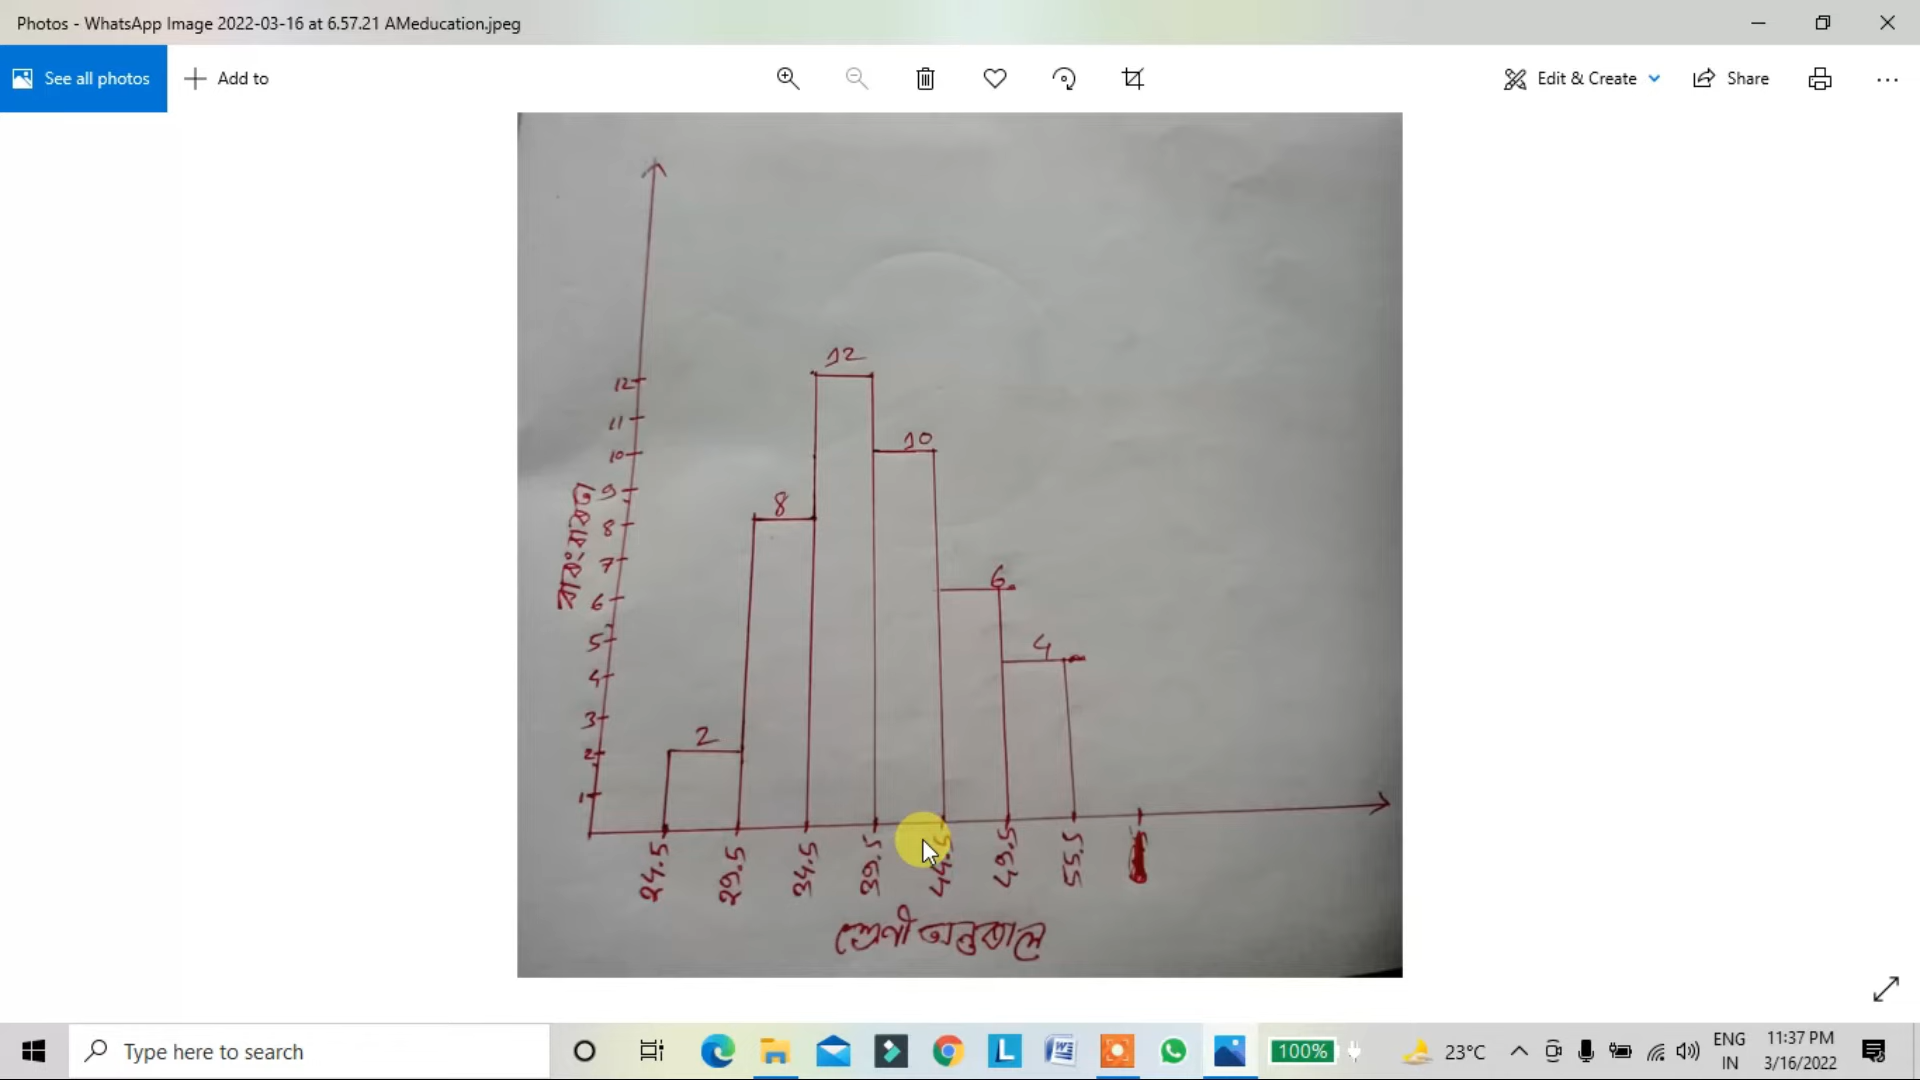 Photos - WhatsApp Image 2022-03-16 at 6.57.21 AMeducation.jpeg
See all photos
Add to
Edit & Create
Share
12
12
11
10
10
9
8
8
7
6
6
5
4
4
3
2
2
1
24.5
29.5
34.5
39.5
44.5
49.5
55.5
শ্রেণী অন্তৰাল
Type here to search
L
W
100%
23°C
ENG
IN
11:37 PM
3/16/2022